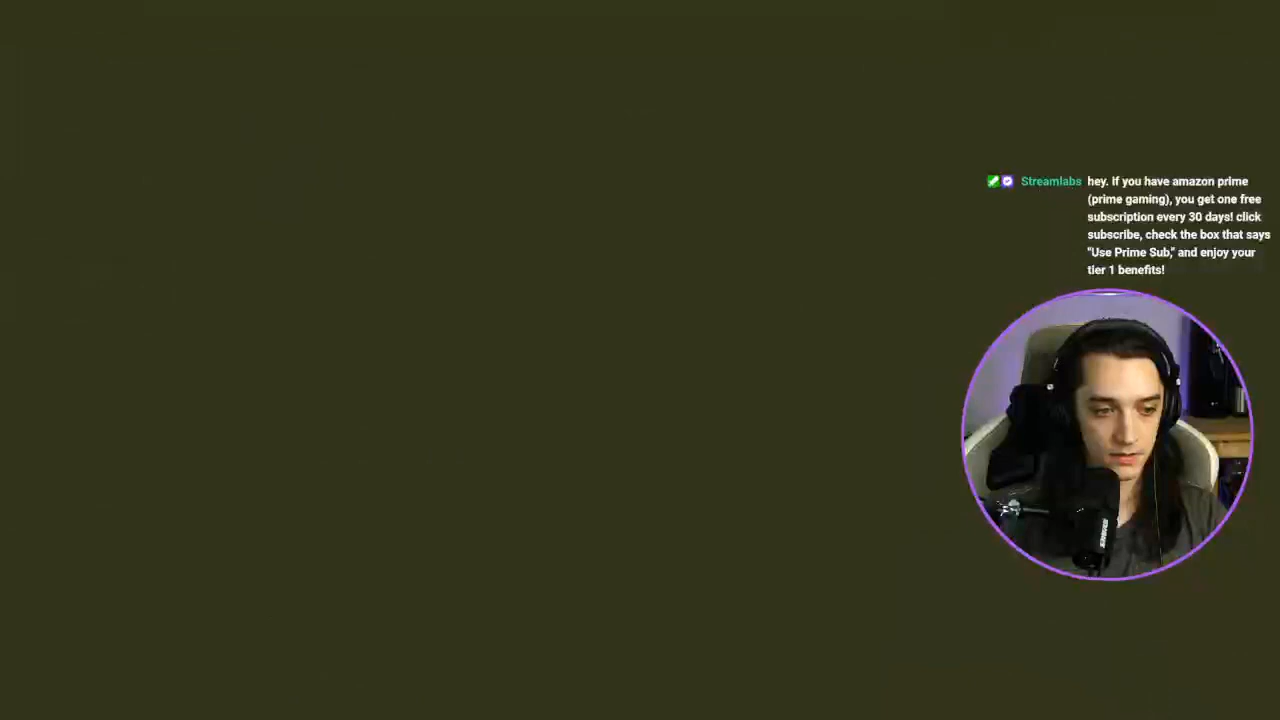 Streamlabs hey. If you have amazon prime
(prime gaming), you get one free
subscription every 30 days! click
subscribe, check the box that says
"Use Prime Sub," and enjoy your
tier 1 benefits!